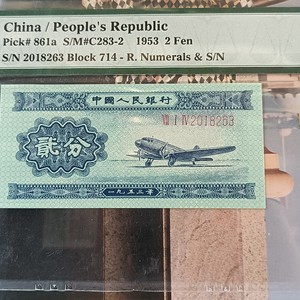 China / People's Republic
Pick# 861a S/M#C283-2 1953 2 Fen
S/N 2018263 Block 714 - R. Numerals & S/N
中國人民銀行
VII I IV 2018263
貳分
一九五三年